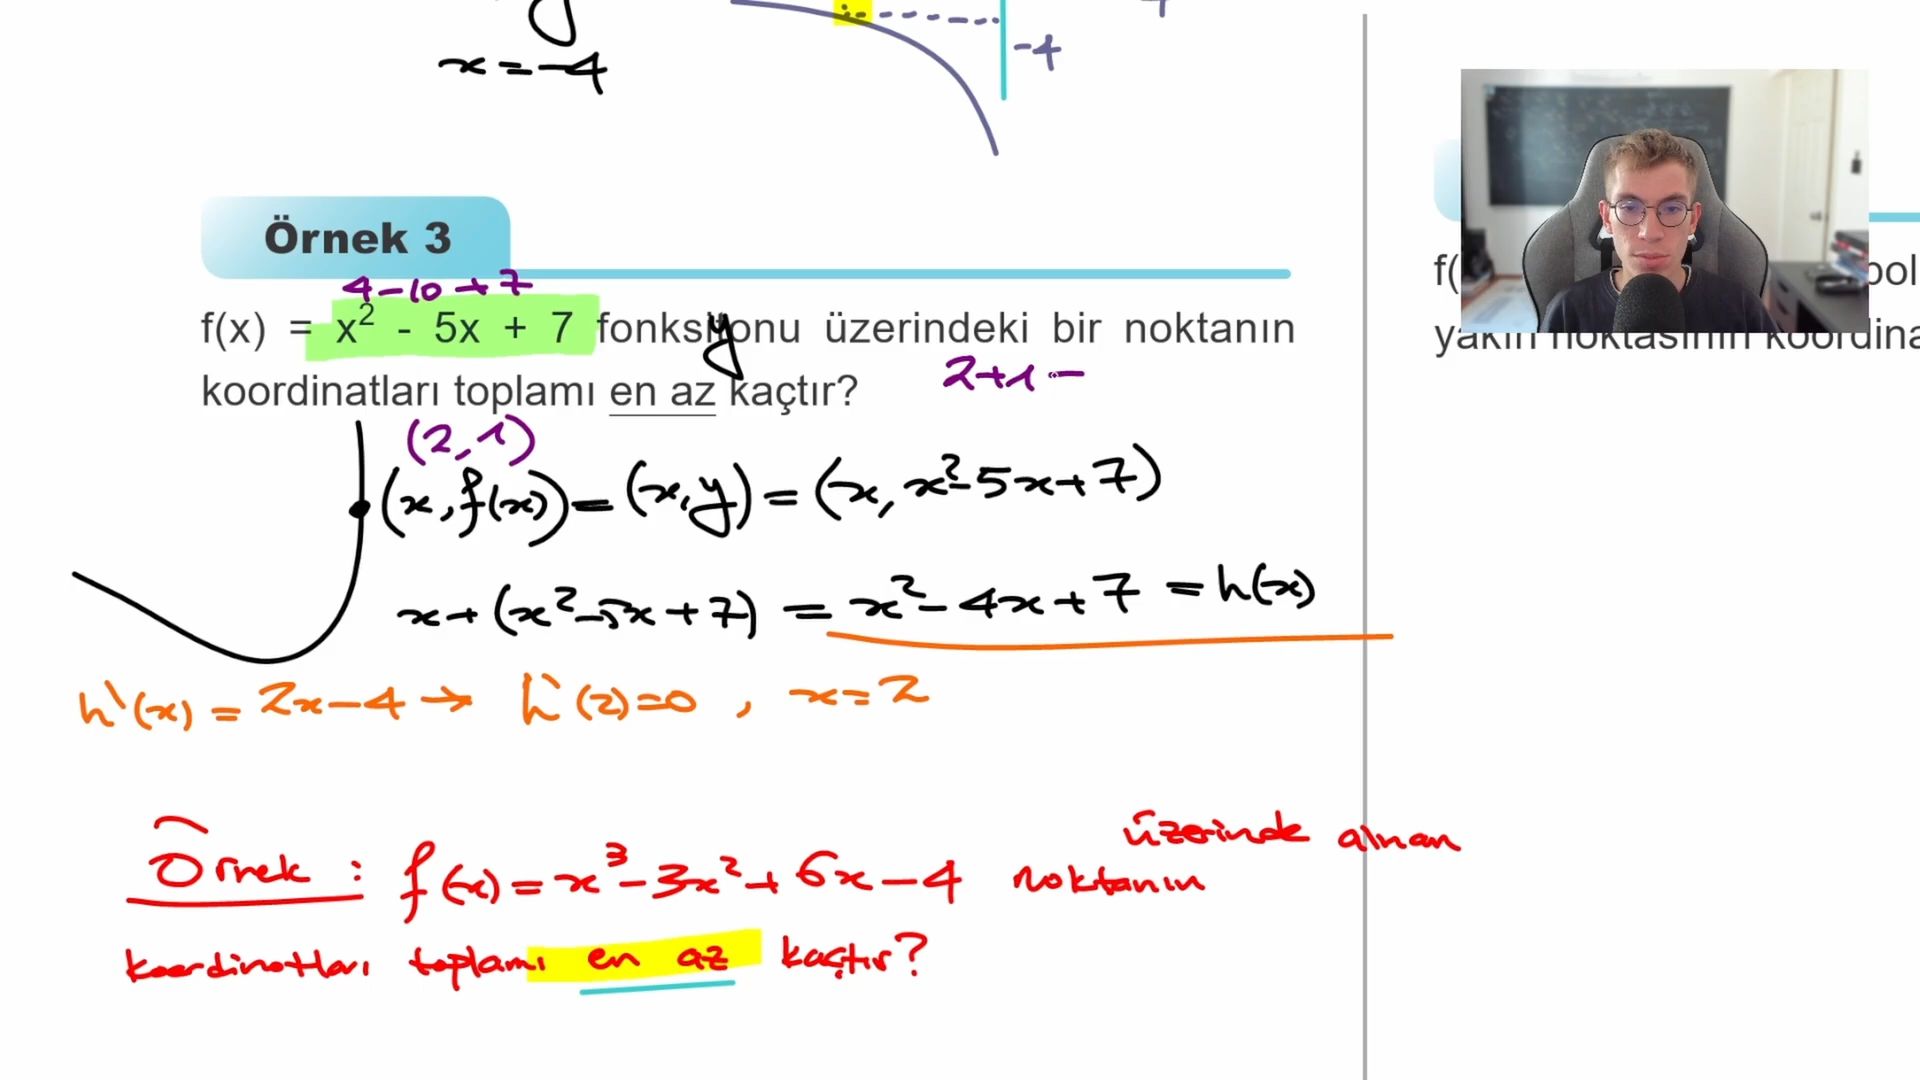 x = -4
-4
Örnek 3
4-10+7
f(x) = x² - 5x + 7 fonksiyonu üzerindeki bir noktanın
y
koordinatları toplamı en az kaçtır?
2+1=
(2,1)
(x, f(x)) = (x,y) = (x, x²-5x+7)
x+(x²-5x+7) = x²-4x+7 = h(x)
h'(x) = 2x-4 → h'(2)=0 , x=2
Örnek : f(x) = x³-3x²+6x-4 üzerinde alınan noktanın
koordinatları toplamı en az kaçtır?
f(
yakın noktasının